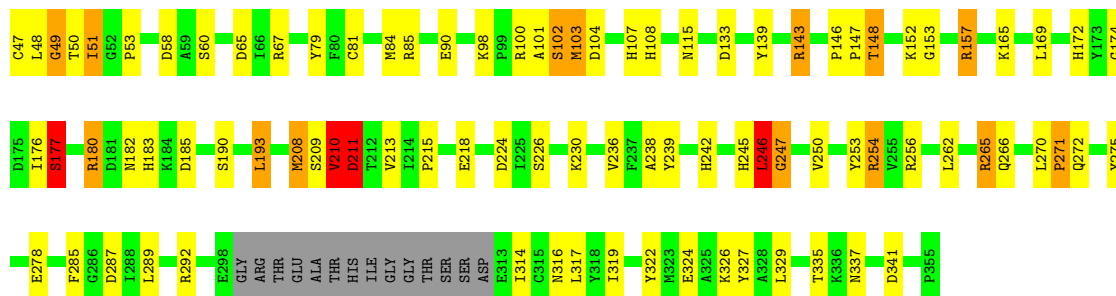 C47 L48 G49 T50 I51 G52 P53 D58 A59 S60 D65 I66 R67 Y79 F80 C81 M84 R85 E90 K98 P99 R100 A101 S102 M103 D104 H107 H108 N115 D133 Y139 R143 P146 P147 T148 K152 G153 R157 K165 L169 H172 Y173 G174
D175 I176 S177 R180 D181 N182 H183 K184 D185 S190 L193 M208 S209 V210 D211 T212 V213 I214 P215 E218 D224 I225 S226 K230 V236 F237 A238 Y239 H242 H245 L246 G247 V250 Y253 R254 V255 R256 L262 R265 Q266 L270 P271 Q272
E278 F285 G286 D287 I288 L289 R292 E298 GLY ARG THR GLU ALA THR HIS ILE GLY GLY THR SER SER ASP E313 I314 C315 N316 L317 Y318 I319 Y322 M323 E324 A325 K326 Y327 A328 L329 T335 K336 N337 D341 P355